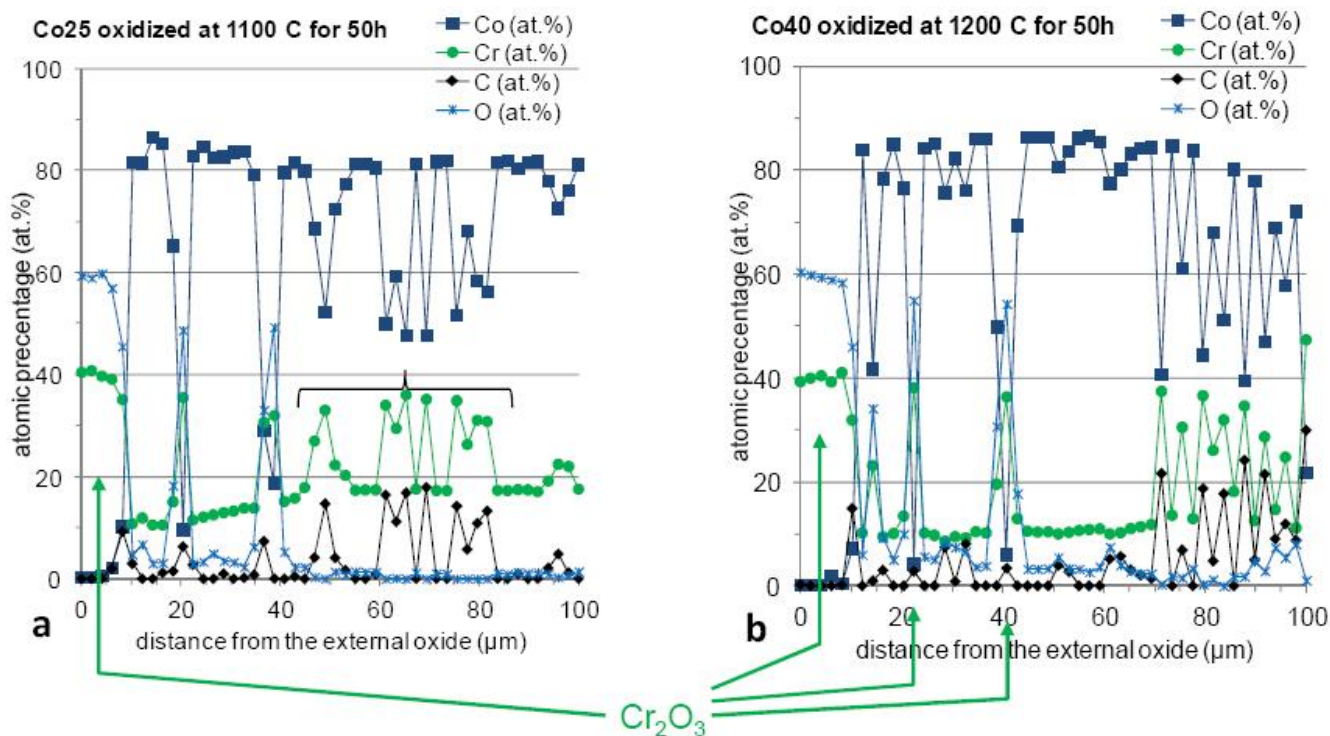 Co25 oxidized at 1100 C for 50h
Co (at.%)
Cr (at.%)
C (at.%)
O (at.%)
100
80
60
40
20
0
atomic precentage (at.%)
0 20 40 60 80 100
distance from the external oxide (µm)
a
Co40 oxidized at 1200 C for 50h
Co (at.%)
Cr (at.%)
C (at.%)
O (at.%)
100
80
60
40
20
0
atomic precentage (at.%)
0 20 40 60 80 100
distance from the external oxide (µm)
b
Cr₂O₃